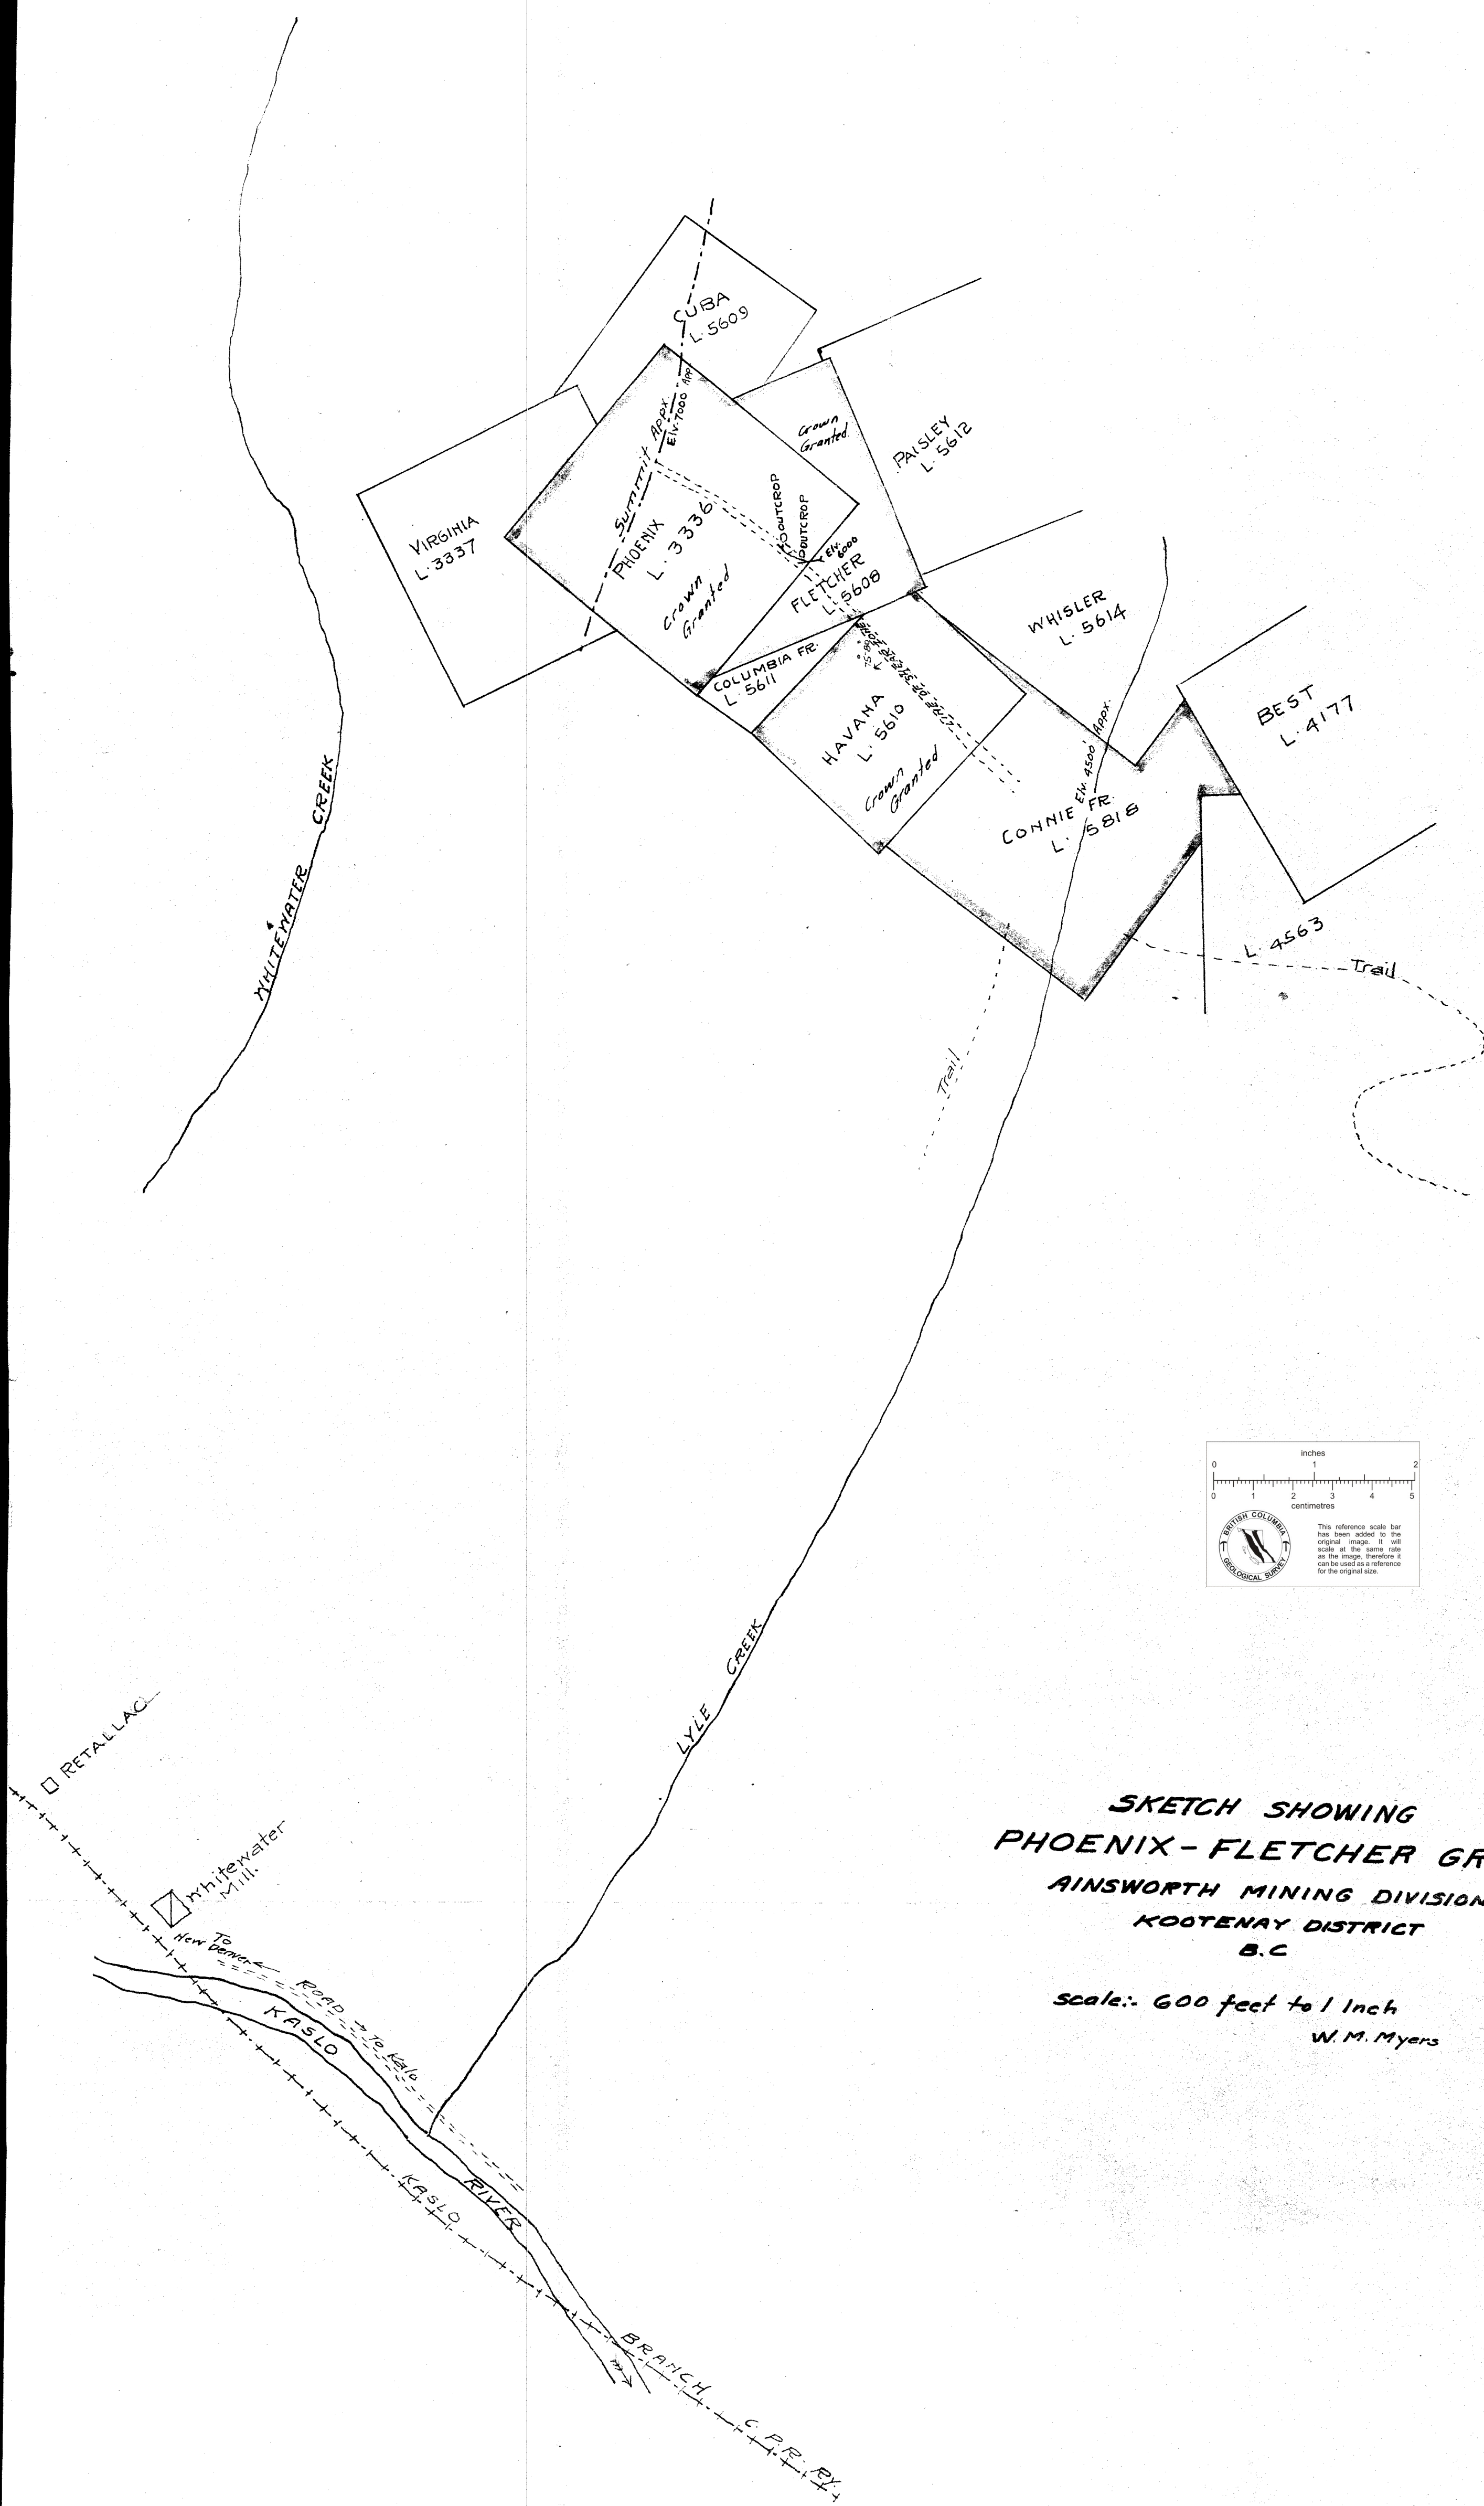 CUBA
L. 5609
Summit Appx.
Elv. 7000 App
Crown
Granted
PAISLEY
L. 5612
VIRGINIA
L. 3337
PHOENIX
L. 3336
Crown
Granted
OUTCROP
OUTCROP
Elv.
6000
FLETCHER
L. 5608
COLUMBIA FR.
L. 5611
LINE OF SHEAR ZONE
HAVANA
L. 5610
Crown
Granted
WHISLER
L. 5614
BEST
L. 4177
Elv. 4500' Appx.
CONNIE FR.
L. 5818
L. 4563
Trail
Trail
WHITEWATER CREEK
LYLE CREEK
inches
0 1 2
0 1 2 3 4 5
centimetres
BRITISH COLUMBIA
GEOLOGICAL SURVEY
This reference scale bar
has been added to the
original image. It will
scale at the same rate
as the image, therefore it
can be used as a reference
for the original size.
RETALLAC
Whitewater
Mill.
To
New Denver
ROAD
To Kalo
KASLO RIVER
KASLO BRANCH C. P. R. RY.
SKETCH SHOWING
PHOENIX - FLETCHER GR
AINSWORTH MINING DIVISION
KOOTENAY DISTRICT
B.C
scale:- 600 feet to 1 Inch
W. M. Myers